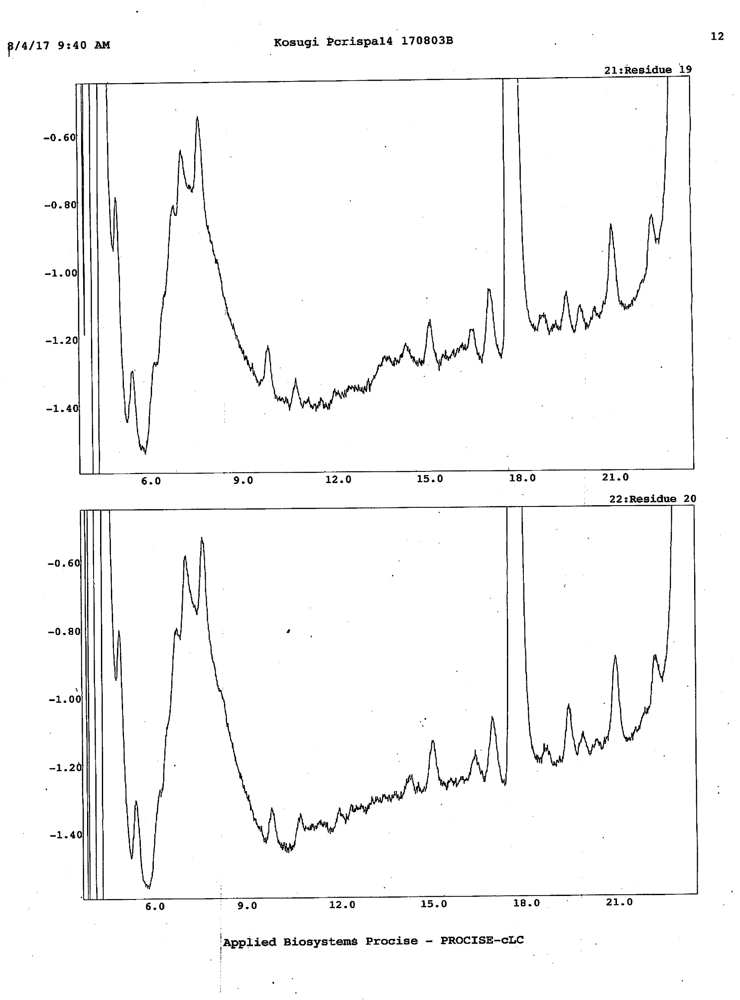 8/4/17 9:40 AM Kosugi Pcrispa14 170803B 12
21:Residue 19
-0.60
-0.80
-1.00
-1.20
-1.40
6.0 9.0 12.0 15.0 18.0 21.0
22:Residue 20
-0.60
-0.80
-1.00
-1.20
-1.40
6.0 9.0 12.0 15.0 18.0 21.0
Applied Biosystems Procise - PROCISE-cLC